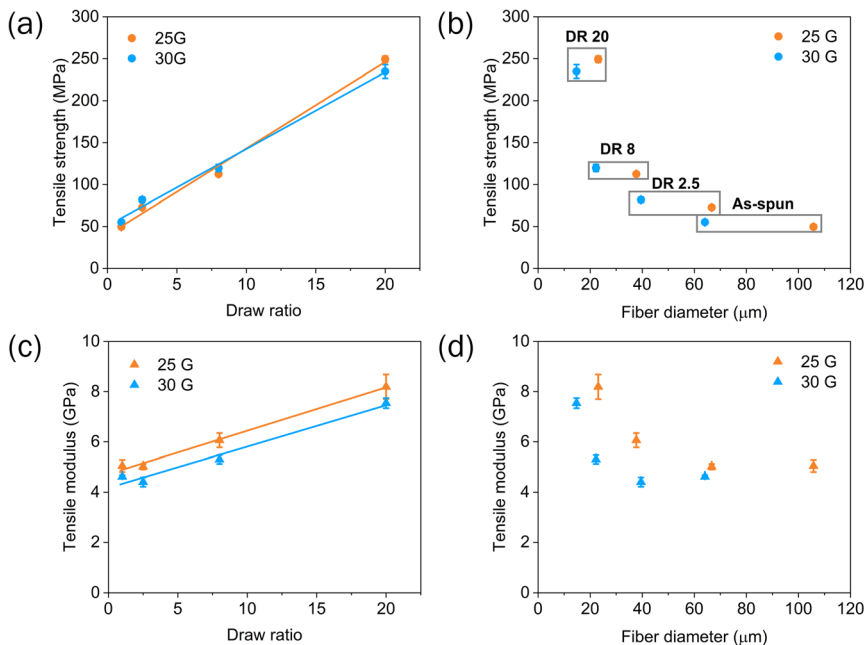 (a)
300
250
200
150
100
50
0
Tensile strength (MPa)
25G
30G
0 5 10 15 20
Draw ratio
(b)
300
250
200
150
100
50
0
Tensile strength (MPa)
DR 20
25 G
30 G
DR 8
DR 2.5
As-spun
0 20 40 60 80 100 120
Fiber diameter (μm)
(c)
10
8
6
4
2
0
Tensile modulus (GPa)
25 G
30 G
0 5 10 15 20
Draw ratio
(d)
10
8
6
4
2
0
Tensile modulus (GPa)
25 G
30 G
0 20 40 60 80 100 120
Fiber diameter (μm)